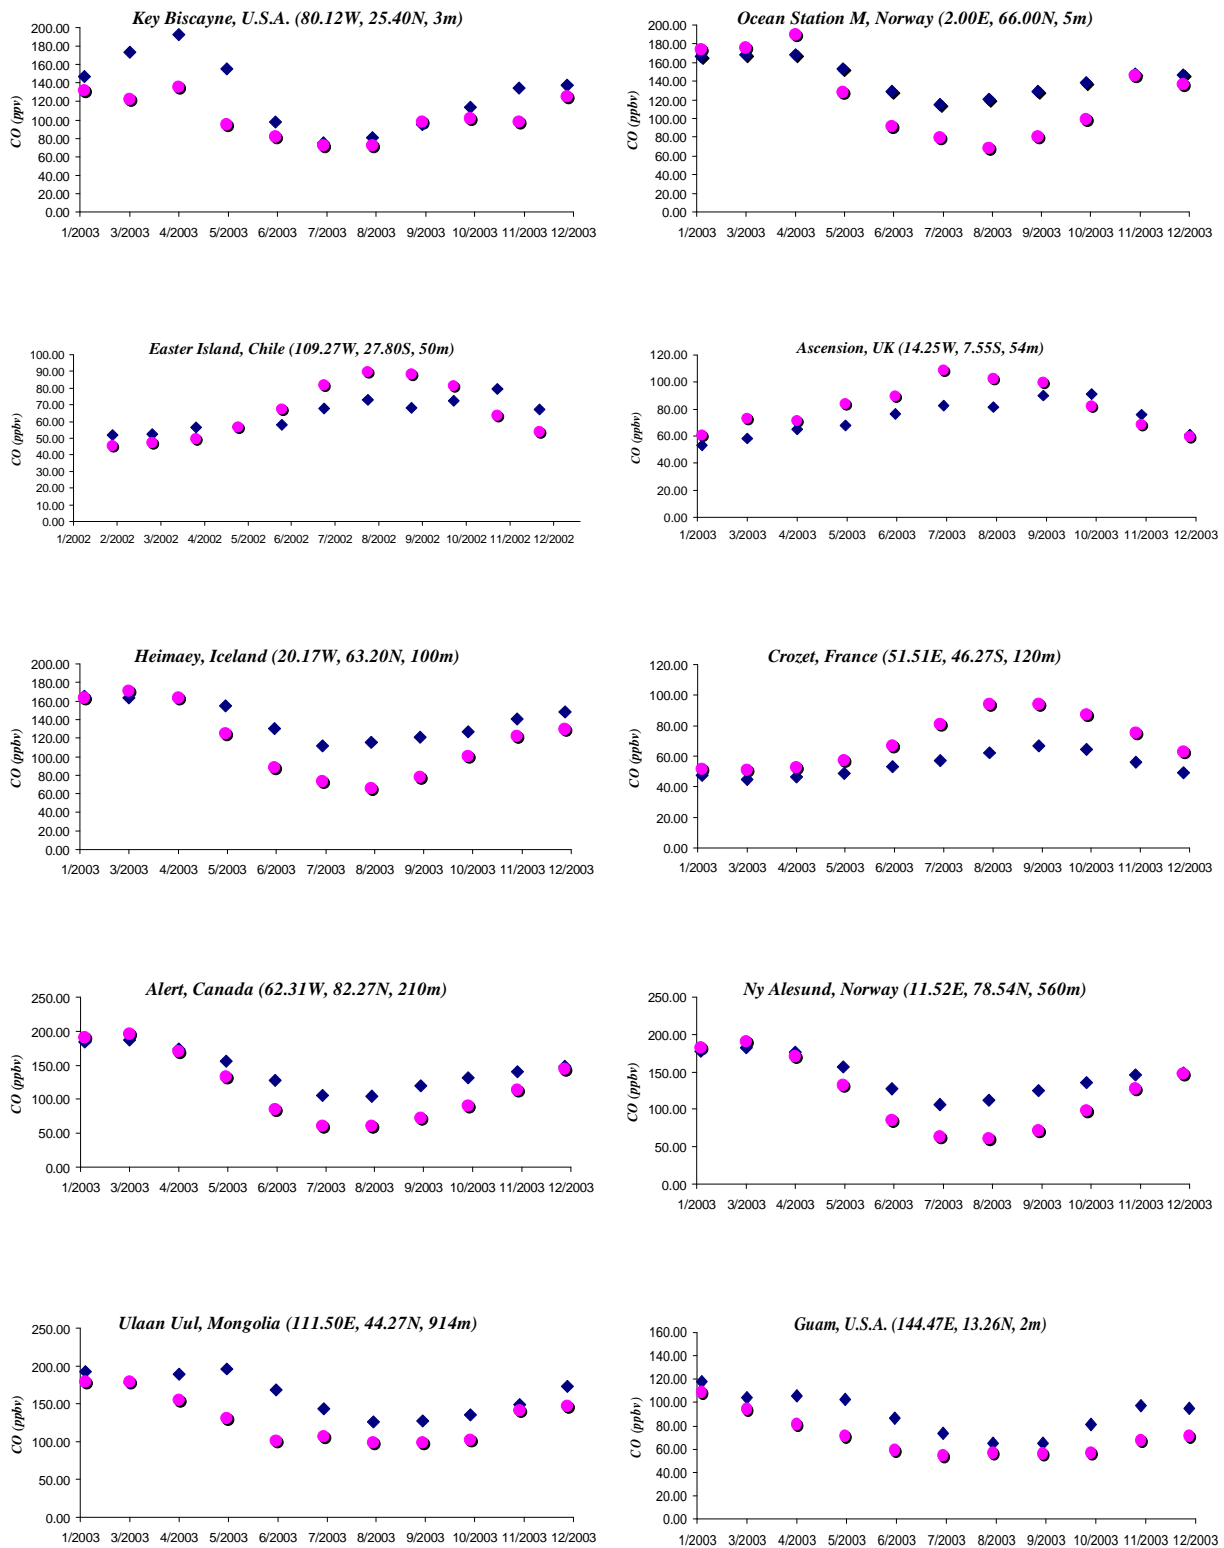 Key Biscayne, U.S.A. (80.12W, 25.40N, 3m)
CO (ppv)
200.00
180.00
160.00
140.00
120.00
100.00
80.00
60.00
40.00
20.00
0.00
1/2003 3/2003 4/2003 5/2003 6/2003 7/2003 8/2003 9/2003 10/2003 11/2003 12/2003
Ocean Station M, Norway (2.00E, 66.00N, 5m)
CO (ppbv)
200.00
180.00
160.00
140.00
120.00
100.00
80.00
60.00
40.00
20.00
0.00
1/2003 3/2003 4/2003 5/2003 6/2003 7/2003 8/2003 9/2003 10/2003 11/2003 12/2003
Easter Island, Chile (109.27W, 27.80S, 50m)
CO (ppbv)
100.00
90.00
80.00
70.00
60.00
50.00
40.00
30.00
20.00
10.00
0.00
1/2002 2/2002 3/2002 4/2002 5/2002 6/2002 7/2002 8/2002 9/2002 10/2002 11/2002 12/2002
Ascension, UK (14.25W, 7.55S, 54m)
CO (ppbv)
120.00
100.00
80.00
60.00
40.00
20.00
0.00
1/2003 3/2003 4/2003 5/2003 6/2003 7/2003 8/2003 9/2003 10/2003 11/2003 12/2003
Heimaey, Iceland (20.17W, 63.20N, 100m)
CO (ppbv)
200.00
180.00
160.00
140.00
120.00
100.00
80.00
60.00
40.00
20.00
0.00
1/2003 3/2003 4/2003 5/2003 6/2003 7/2003 8/2003 9/2003 10/2003 11/2003 12/2003
Crozet, France (51.51E, 46.27S, 120m)
CO (ppbv)
120.00
100.00
80.00
60.00
40.00
20.00
0.00
1/2003 3/2003 4/2003 5/2003 6/2003 7/2003 8/2003 9/2003 10/2003 11/2003 12/2003
Alert, Canada (62.31W, 82.27N, 210m)
CO (ppbv)
250.00
200.00
150.00
100.00
50.00
0.00
1/2003 3/2003 4/2003 5/2003 6/2003 7/2003 8/2003 9/2003 10/2003 11/2003 12/2003
Ny Alesund, Norway (11.52E, 78.54N, 560m)
CO (ppbv)
250.00
200.00
150.00
100.00
50.00
0.00
1/2003 3/2003 4/2003 5/2003 6/2003 7/2003 8/2003 9/2003 10/2003 11/2003 12/2003
Ulaan Uul, Mongolia (111.50E, 44.27N, 914m)
CO (ppbv)
250.00
200.00
150.00
100.00
50.00
0.00
1/2003 3/2003 4/2003 5/2003 6/2003 7/2003 8/2003 9/2003 10/2003 11/2003 12/2003
Guam, U.S.A. (144.47E, 13.26N, 2m)
CO (ppbv)
160.00
140.00
120.00
100.00
80.00
60.00
40.00
20.00
0.00
1/2003 3/2003 4/2003 5/2003 6/2003 7/2003 8/2003 9/2003 10/2003 11/2003 12/2003